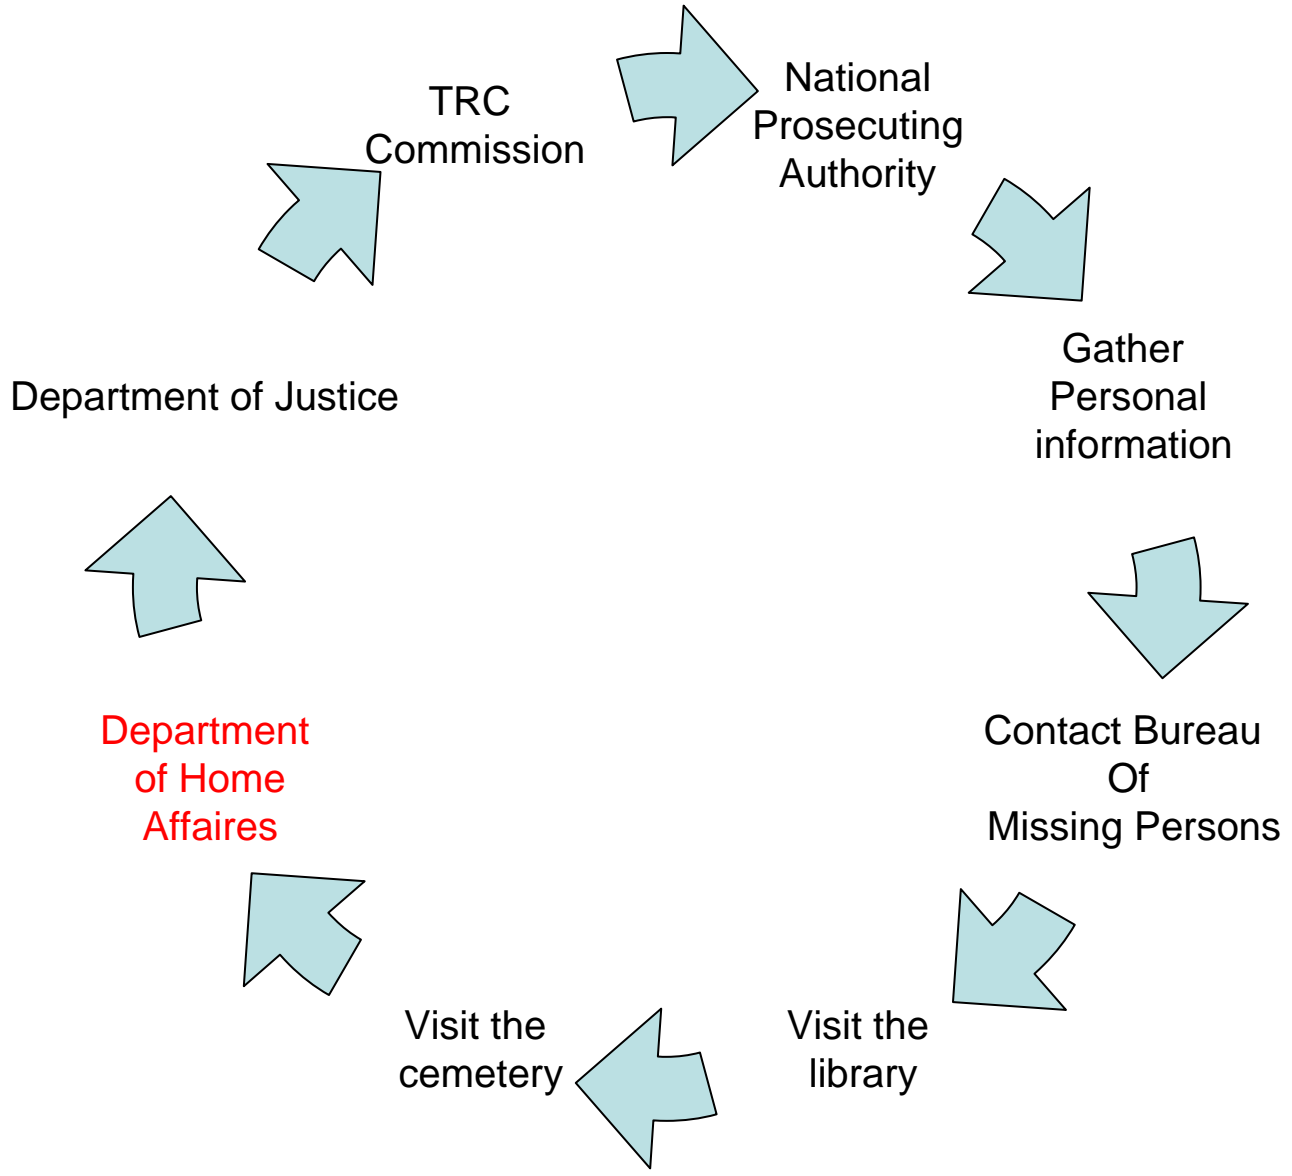 TRC
Commission
National
Prosecuting
Authority
Gather
Personal
information
Contact Bureau
Of
Missing Persons
Visit the
library
Visit the
cemetery
Department
of Home
Affaires
Department of Justice